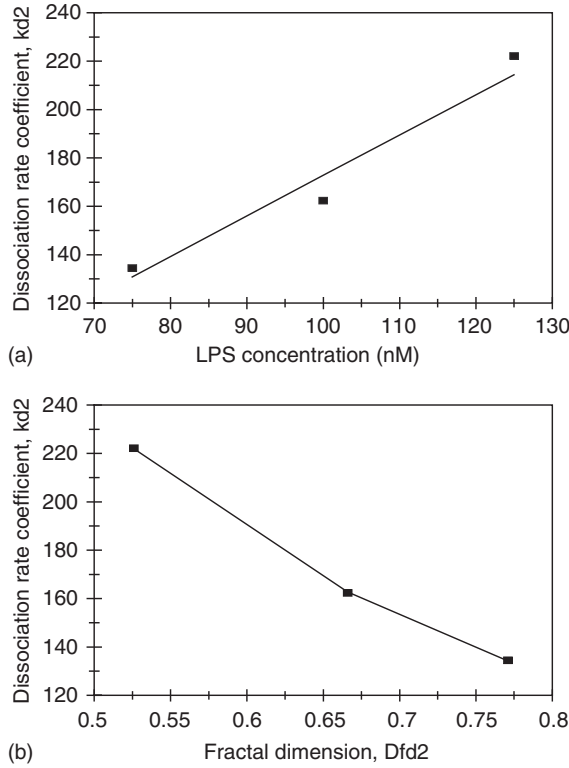 Dissociation rate coefficient, kd2
240
220
200
180
160
140
120
70 80 90 100 110 120 130
(a) LPS concentration (nM)
Dissociation rate coefficient, kd2
240
220
200
180
160
140
120
0.5 0.55 0.6 0.65 0.7 0.75 0.8
(b) Fractal dimension, Dfd2